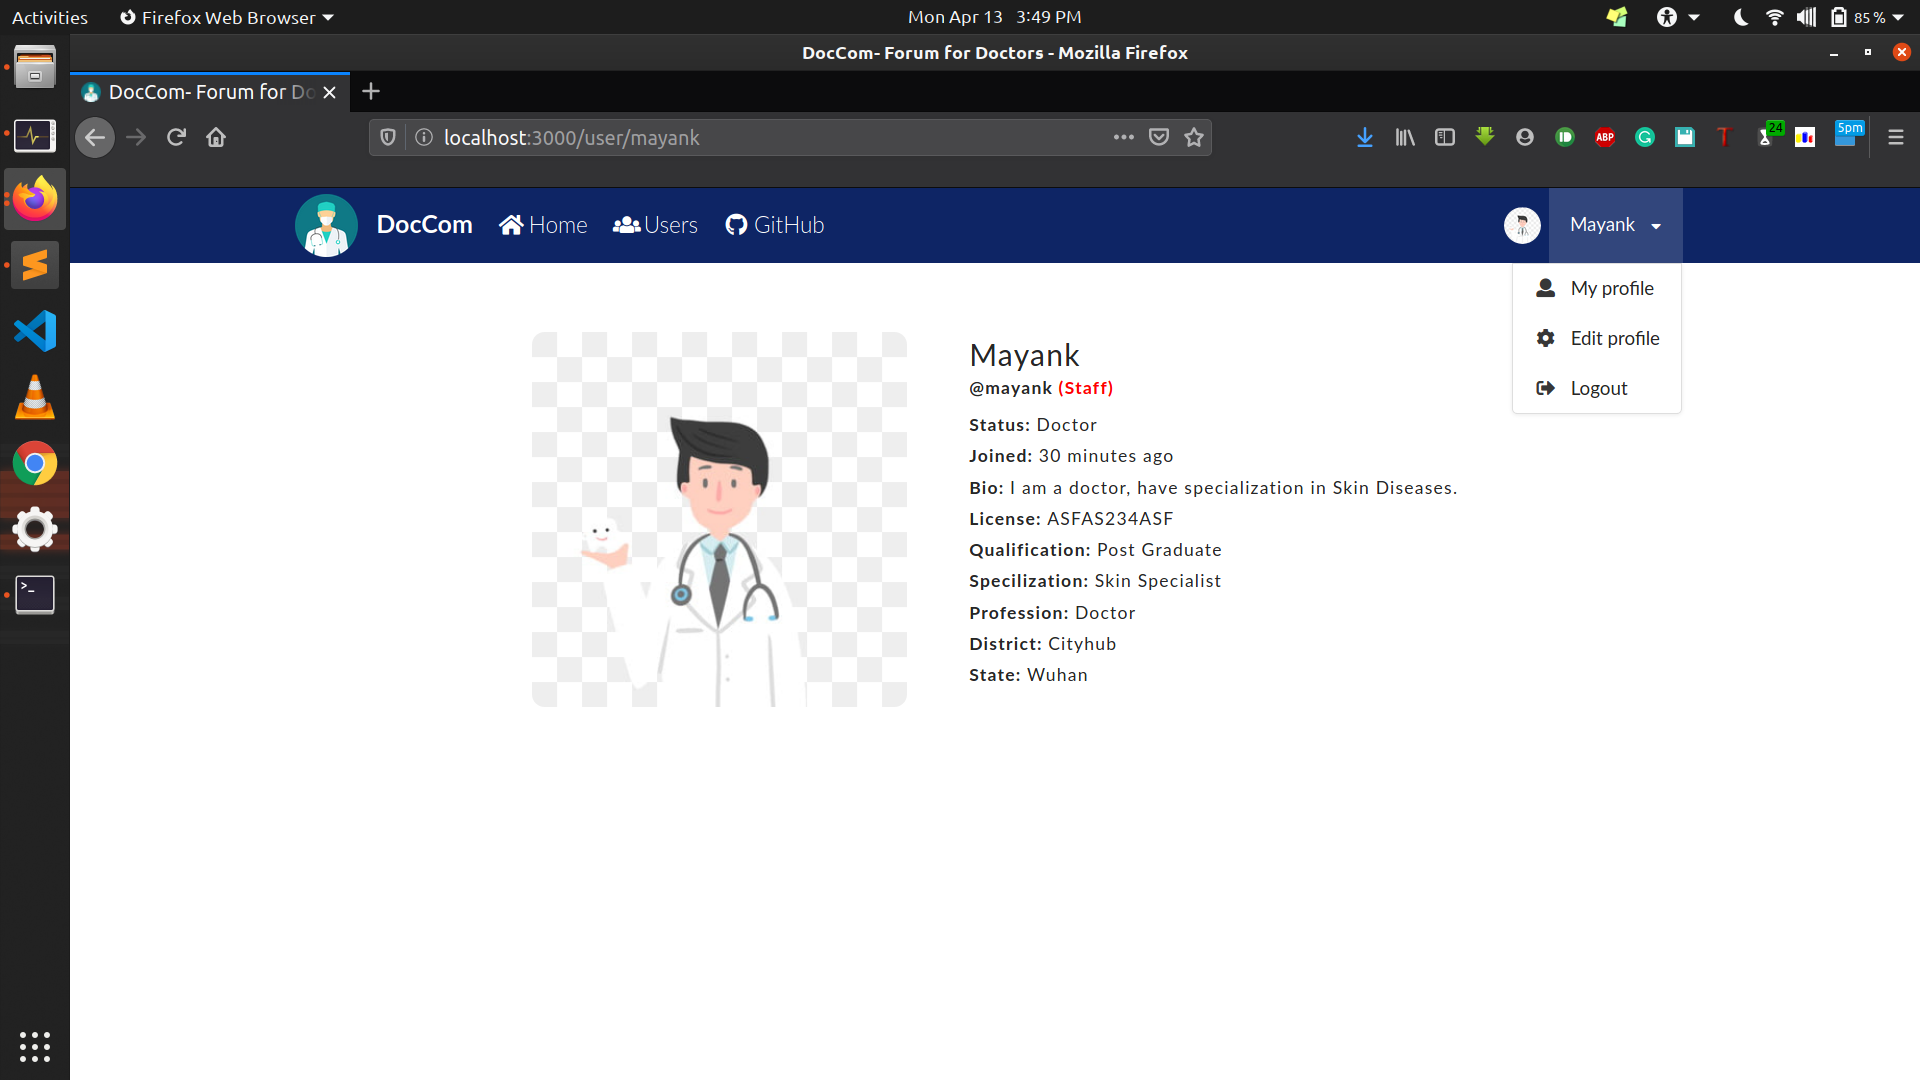 Activities Firefox Web Browser Mon Apr 13 3:49 PM 85 %
DocCom- Forum for Doctors - Mozilla Firefox
DocCom- Forum for Do
localhost:3000/user/mayank ABP 24 5pm
DocCom Home Users GitHub Mayank
My profile
Edit profile
Logout
Mayank
@mayank (Staff)
Status: Doctor
Joined: 30 minutes ago
Bio: I am a doctor, have specialization in Skin Diseases.
License: ASFAS234ASF
Qualification: Post Graduate
Specilization: Skin Specialist
Profession: Doctor
District: Cityhub
State: Wuhan